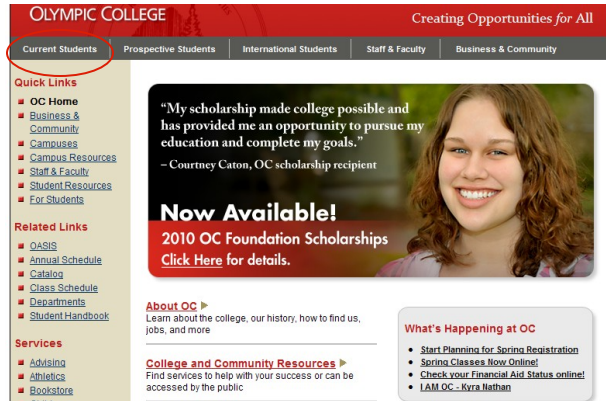 OLYMPIC COLLEGE
Creating Opportunities for All
Current Students
Prospective Students
International Students
Staff & Faculty
Business & Community
Quick Links
OC Home
Business &
Community
Campuses
Campus Resources
Staff & Faculty
Student Resources
For Students
Related Links
OASIS
Annual Schedule
Catalog
Class Schedule
Departments
Student Handbook
Services
Advising
Athletics
Bookstore
“My scholarship made college possible and
has provided me an opportunity to pursue my
education and complete my goals.”
– Courtney Caton, OC scholarship recipient
Now Available!
2010 OC Foundation Scholarships
Click Here for details.
About OC
Learn about the college, our history, how to find us,
jobs, and more
College and Community Resources
Find services to help with your success or can be
accessed by the public
What's Happening at OC
Start Planning for Spring Registration
Spring Classes Now Online!
Check your Financial Aid Status online!
I AM OC - Kyra Nathan